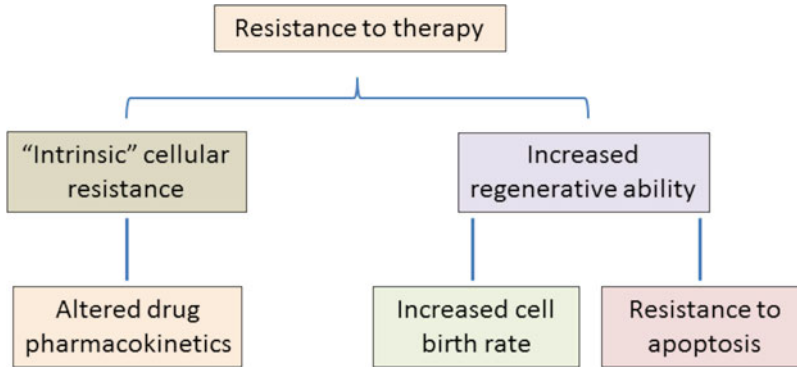 Resistance to therapy
“Intrinsic” cellular
resistance
Increased
regenerative ability
Altered drug
pharmacokinetics
Increased cell
birth rate
Resistance to
apoptosis